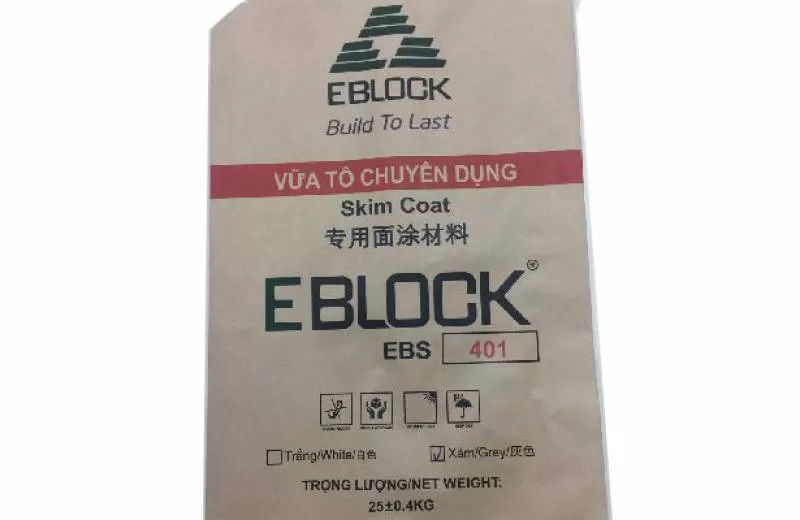 EBLOCK
Build To Last
VỮA TÔ CHUYÊN DỤNG
Skim Coat
专用面涂材料
EBLOCK®
EBS 401
Trắng/White/白色
Xám/Grey/灰色
TRỌNG LƯỢNG/NET WEIGHT:
25±0.4KG